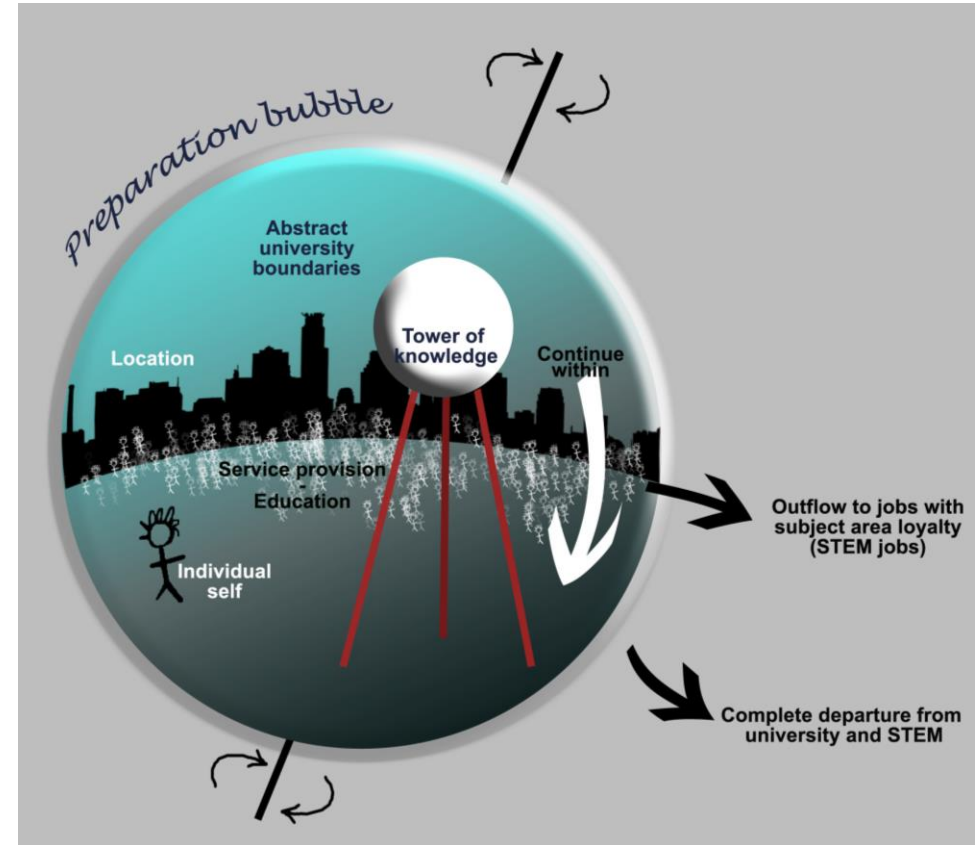 Preparation bubble
Abstract
university
boundaries
Location
Tower of
knowledge
Continue
within
Service provision
-
Education
Individual
self
Outflow to jobs with
subject area loyalty
(STEM jobs)
Complete departure from
university and STEM